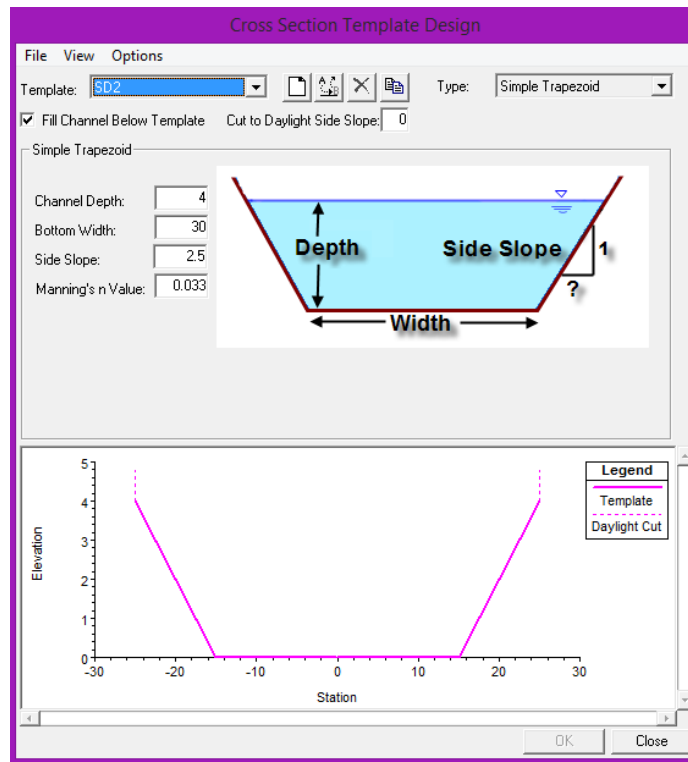 Cross Section Template Design
File View Options
Template: SD2 Type: Simple Trapezoid
Fill Channel Below Template Cut to Daylight Side Slope: 0
Simple Trapezoid
Channel Depth: 4
Bottom Width: 30
Side Slope: 2.5
Manning's n Value: 0.033
Depth Side Slope 1
?
Width
5
4
3
2
1
0
-30 -20 -10 0 10 20 30
Elevation
Station
Legend
Template
Daylight Cut
OK Close